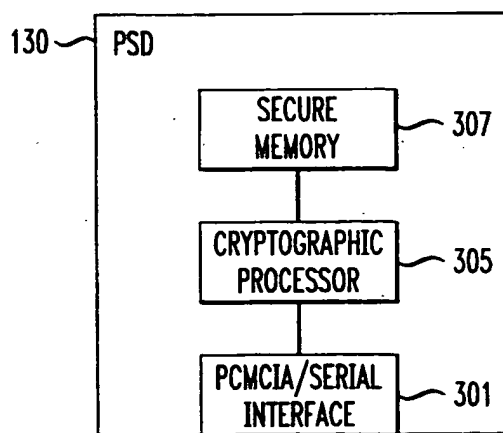 130 PSD
SECURE
MEMORY
307
CRYPTOGRAPHIC
PROCESSOR
305
PCMCIA/SERIAL
INTERFACE
301